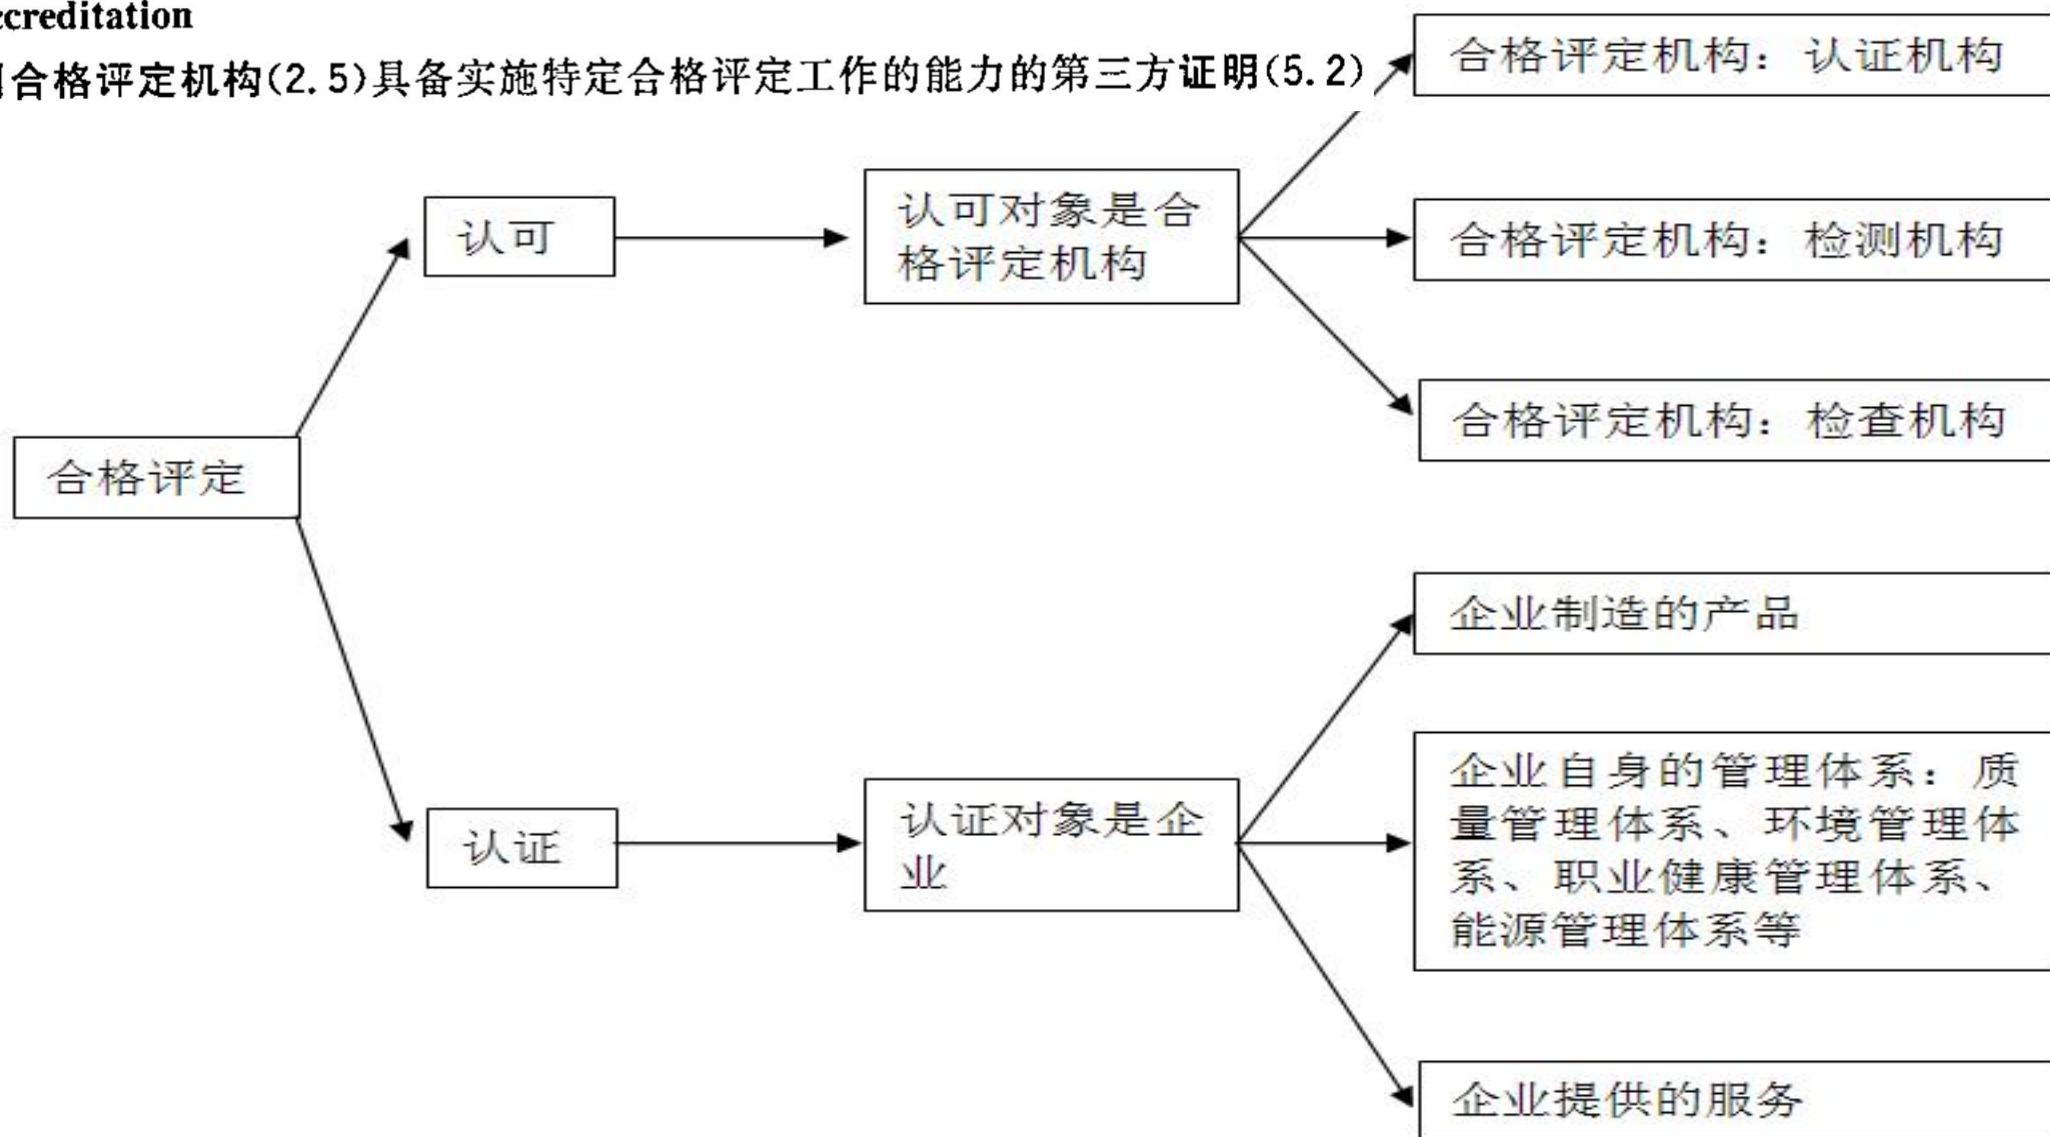 ccreditation
合格评定机构(2.5)具备实施特定合格评定工作的能力的第三方证明(5.2)
合格评定机构：认证机构
认可
认可对象是合
格评定机构
合格评定机构：检测机构
合格评定机构：检查机构
合格评定
企业制造的产品
认证
认证对象是企
业
企业自身的管理体系：质
量管理体系、环境管理体
系、职业健康管理体系、
能源管理体系等
企业提供的服务